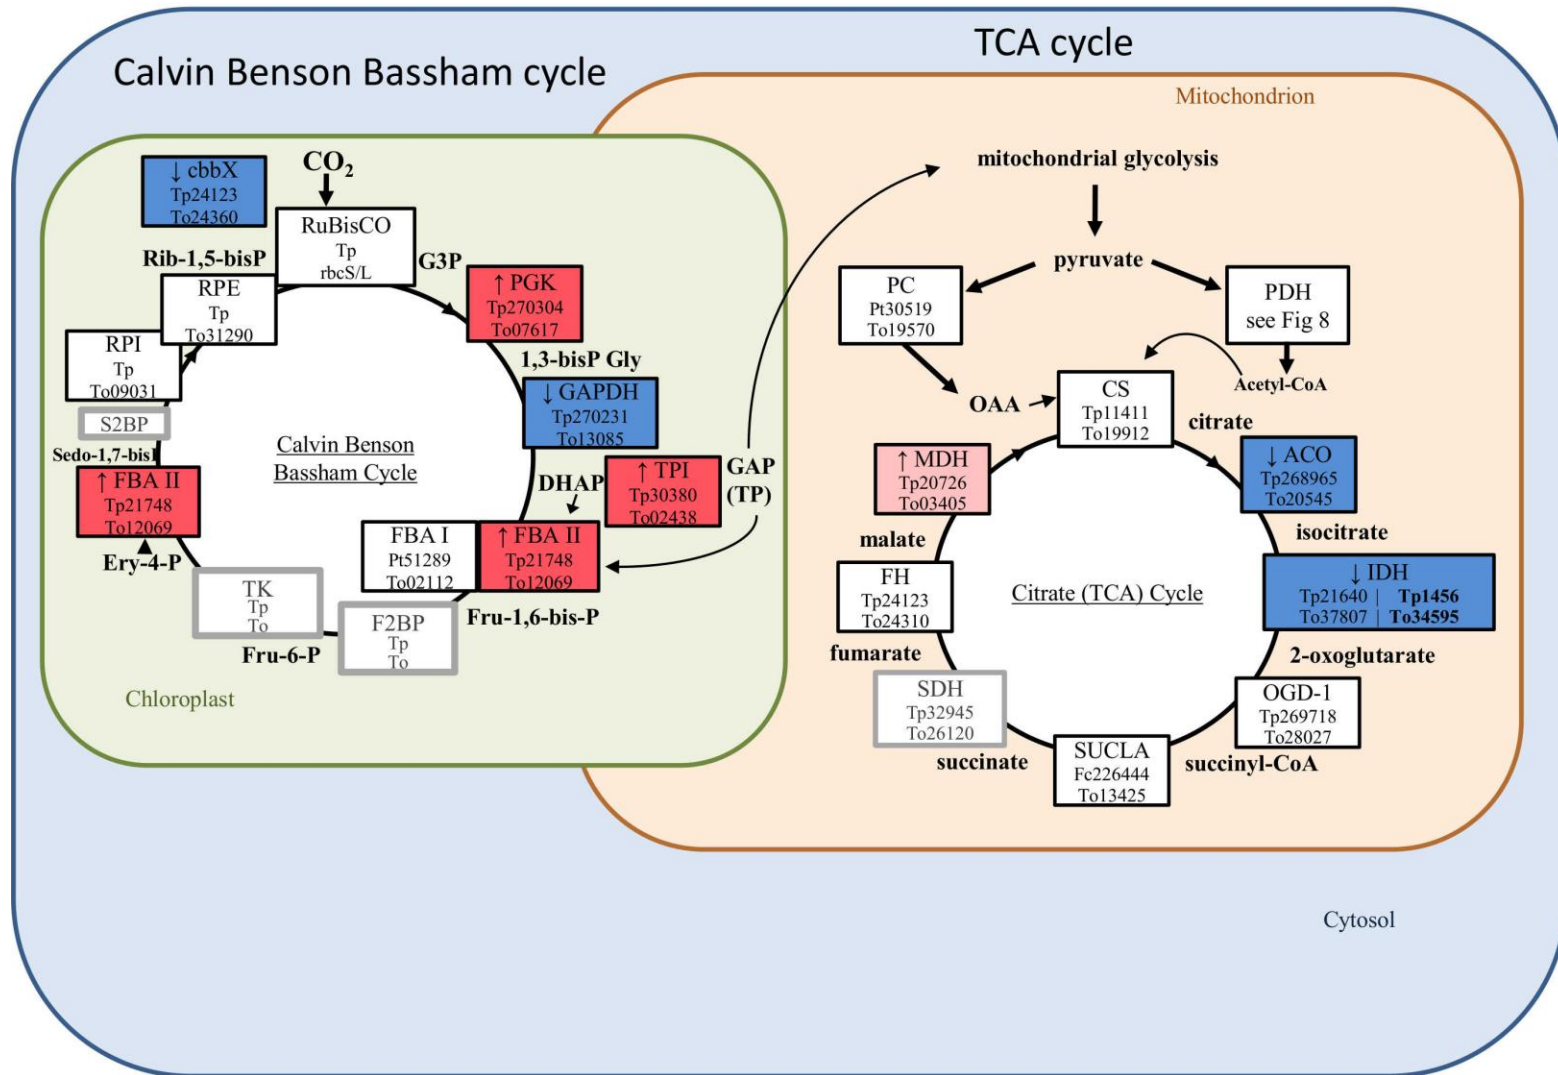 Calvin Benson Bassham cycle
TCA cycle
Mitochondrion
↓ cbbX
Tp24123
To24360
CO₂
RuBisCO
Tp
rbcS/L
Rib-1,5-bisP
G3P
RPE
Tp
To31290
↑ PGK
Tp270304
To07617
RPI
Tp
To09031
1,3-bisP Gly
S2BP
↓ GAPDH
Tp270231
To13085
Sedo-1,7-bisP
Calvin Benson
Bassham Cycle
↑ FBA II
Tp21748
To12069
DHAP
↑ TPI
Tp30380
To02438
GAP
(TP)
FBA I
Pt51289
To02112
↑ FBA II
Tp21748
To12069
Ery-4-P
TK
Tp
To
F2BP
Tp
To
Fru-1,6-bis-P
Fru-6-P
Chloroplast
mitochondrial glycolysis
pyruvate
PC
Pt30519
To19570
PDH
see Fig 8
Acetyl-CoA
OAA
CS
Tp11411
To19912
citrate
↑ MDH
Tp20726
To03405
↓ ACO
Tp268965
To20545
malate
isocitrate
FH
Tp24123
To24310
Citrate (TCA) Cycle
↓ IDH
Tp21640 | Tp1456
To37807 | To34595
fumarate
2-oxoglutarate
SDH
Tp32945
To26120
OGD-1
Tp269718
To28027
succinate
SUCLA
Fc226444
To13425
succinyl-CoA
Cytosol